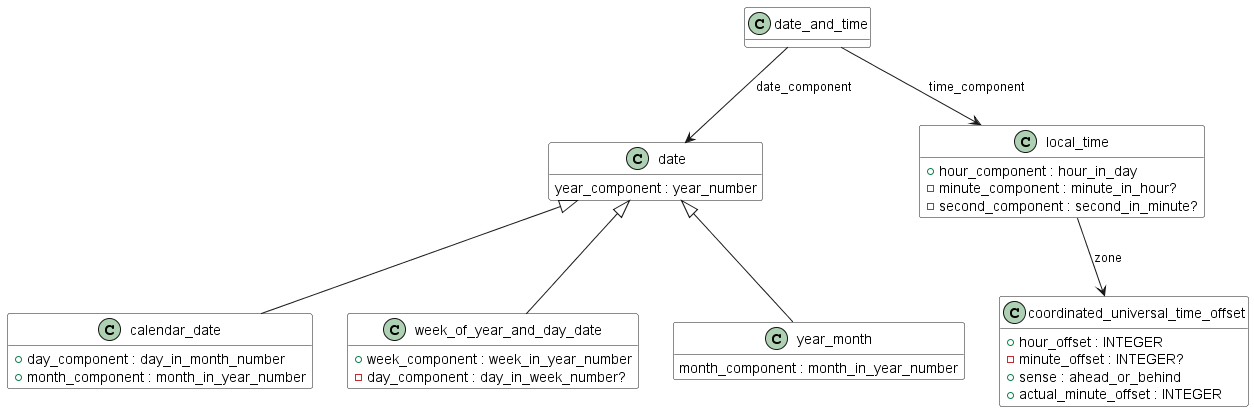 C date_and_time
date_component
time_component
C date
year_component : year_number
C local_time
hour_component : hour_in_day
minute_component : minute_in_hour?
second_component : second_in_minute?
zone
C calendar_date
day_component : day_in_month_number
month_component : month_in_year_number
C week_of_year_and_day_date
week_component : week_in_year_number
day_component : day_in_week_number?
C year_month
month_component : month_in_year_number
C coordinated_universal_time_offset
hour_offset : INTEGER
minute_offset : INTEGER?
sense : ahead_or_behind
actual_minute_offset : INTEGER